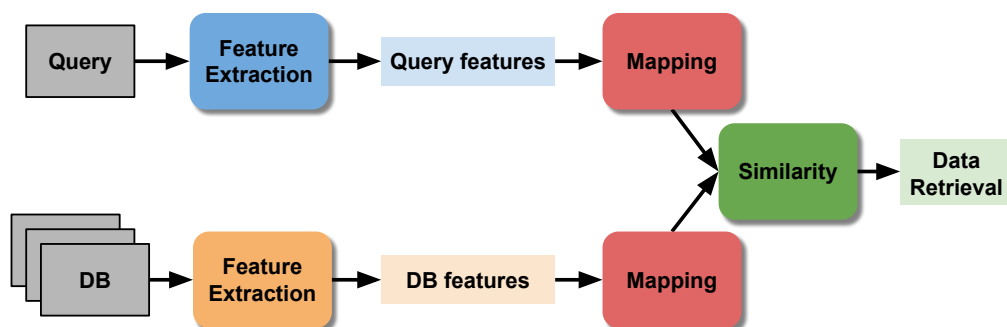 Query
Feature
Extraction
Query features
Mapping
Similarity
Data
Retrieval
DB
Feature
Extraction
DB features
Mapping